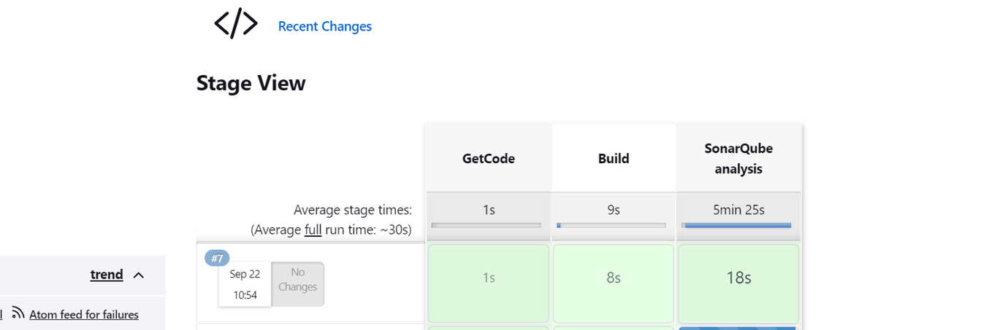 Recent Changes
Stage View
GetCode
Build
SonarQube
analysis
Average stage times:
(Average full run time: ~30s)
1s
9s
5min 25s
#7
Sep 22
10:54
No
Changes
1s
8s
18s
trend
Atom feed for failures